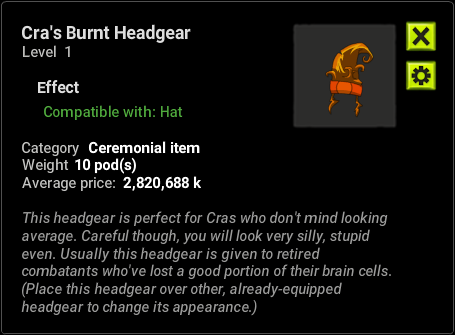 Cra's Burnt Headgear
Level 1
Effect
Compatible with: Hat
Category Ceremonial item
Weight 10 pod(s)
Average price: 2,820,688 k
This headgear is perfect for Cras who don't mind looking
average. Careful though, you will look very silly, stupid
even. Usually this headgear is given to retired
combatants who've lost a good portion of their brain cells.
(Place this headgear over other, already-equipped
headgear to change its appearance.)